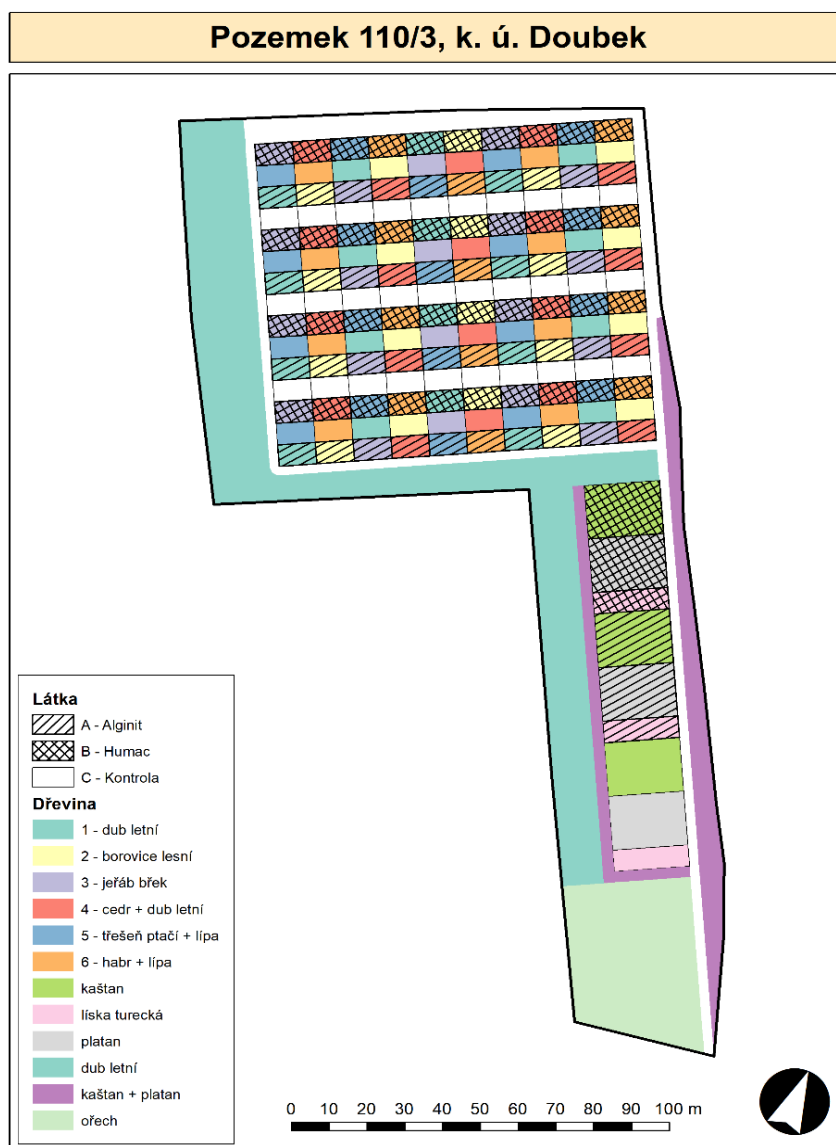 Pozemek 110/3, k. ú. Doubek
Látka
A - Alginit
B - Humac
C - Kontrola
Dřevina
1 - dub letní
2 - borovice lesní
3 - jeřáb břek
4 - cedr + dub letní
5 - třešeň ptačí + lípa
6 - habr + lípa
kaštan
líska turecká
platan
dub letní
kaštan + platan
ořech
0 10 20 30 40 50 60 70 80 90 100 m